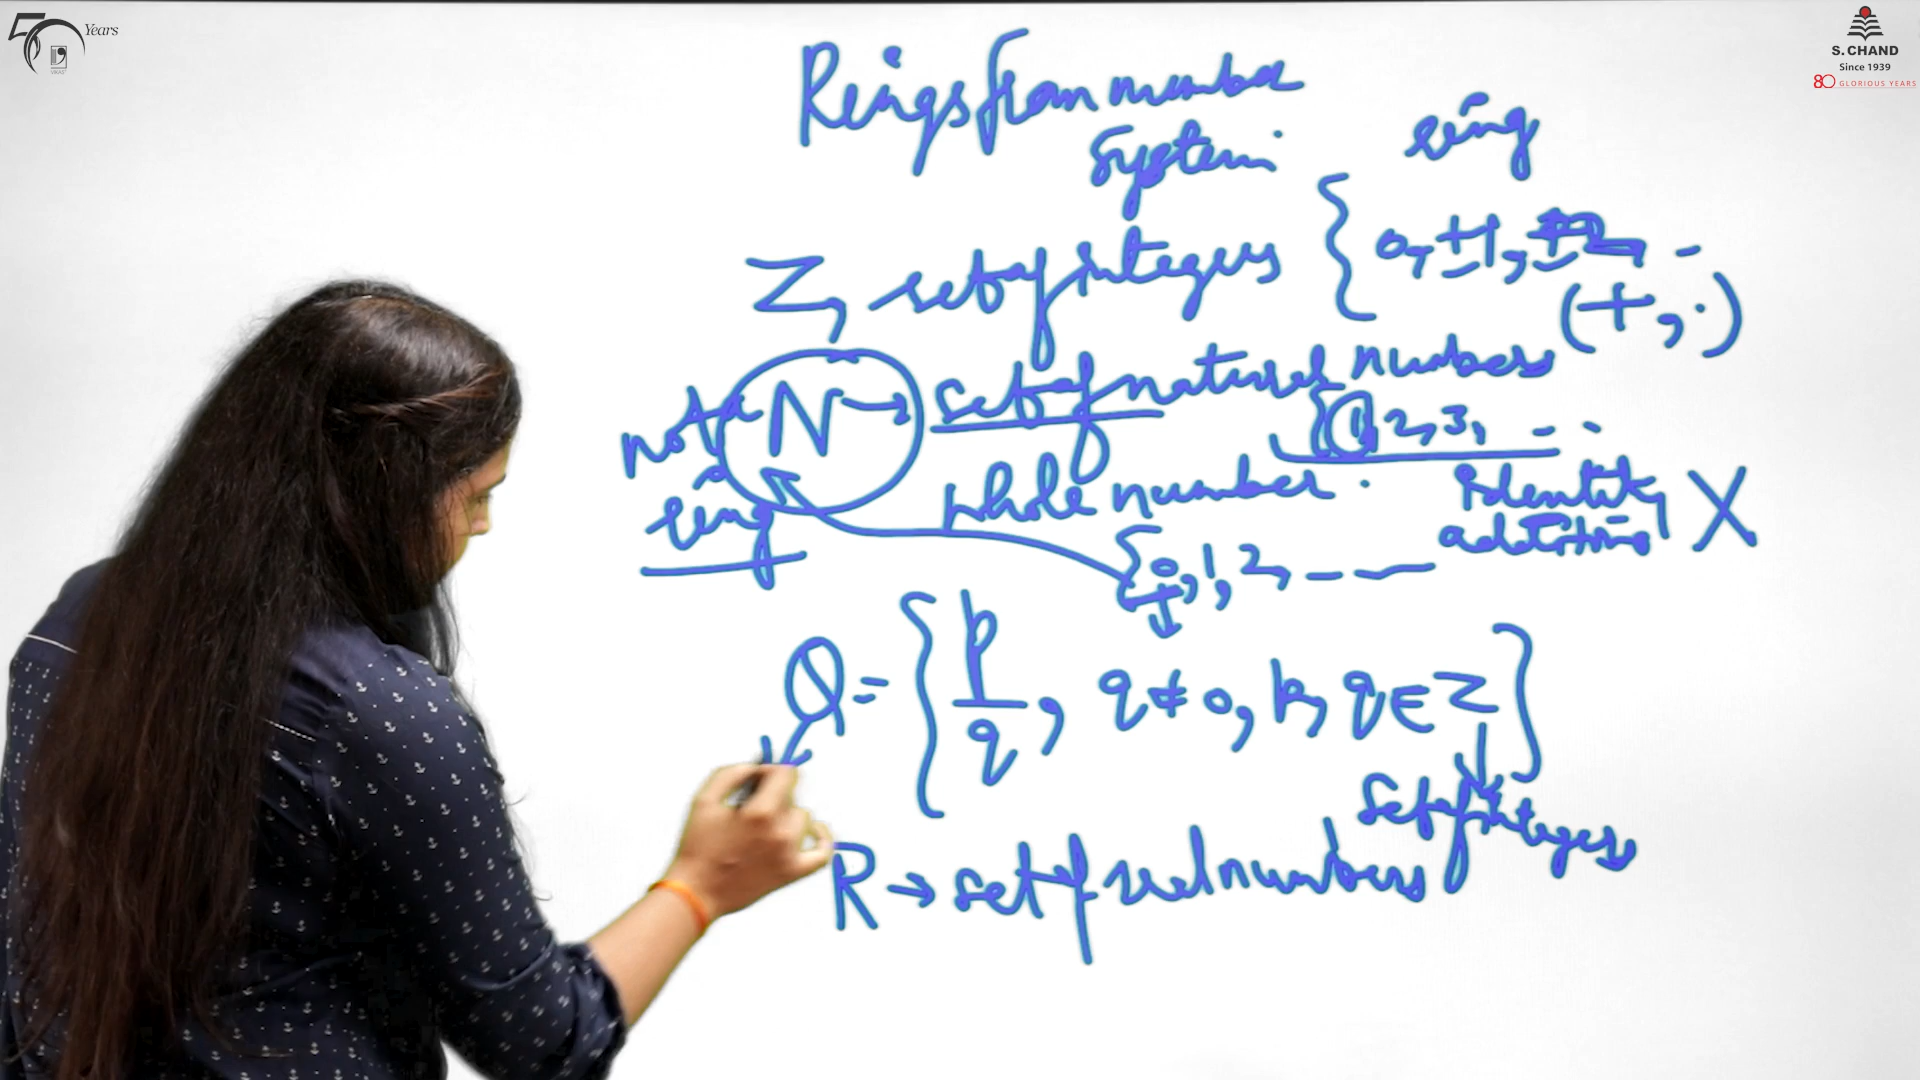 50 Years
VIKAS
S. CHAND
Since 1939
80 GLORIOUS YEARS
Rings from number
System
ring
Z, set of integers { 0, ±1, ±2, - -
(+, ·)
N → set of natural numbers
not a
ring
{1, 2, 3, - - -
Whole number.
{0, 1, 2, - - -
identity
additive X
Q = { p/q, q ≠ 0, p, q ∈ Z }
set of integers
R → set of real numbers